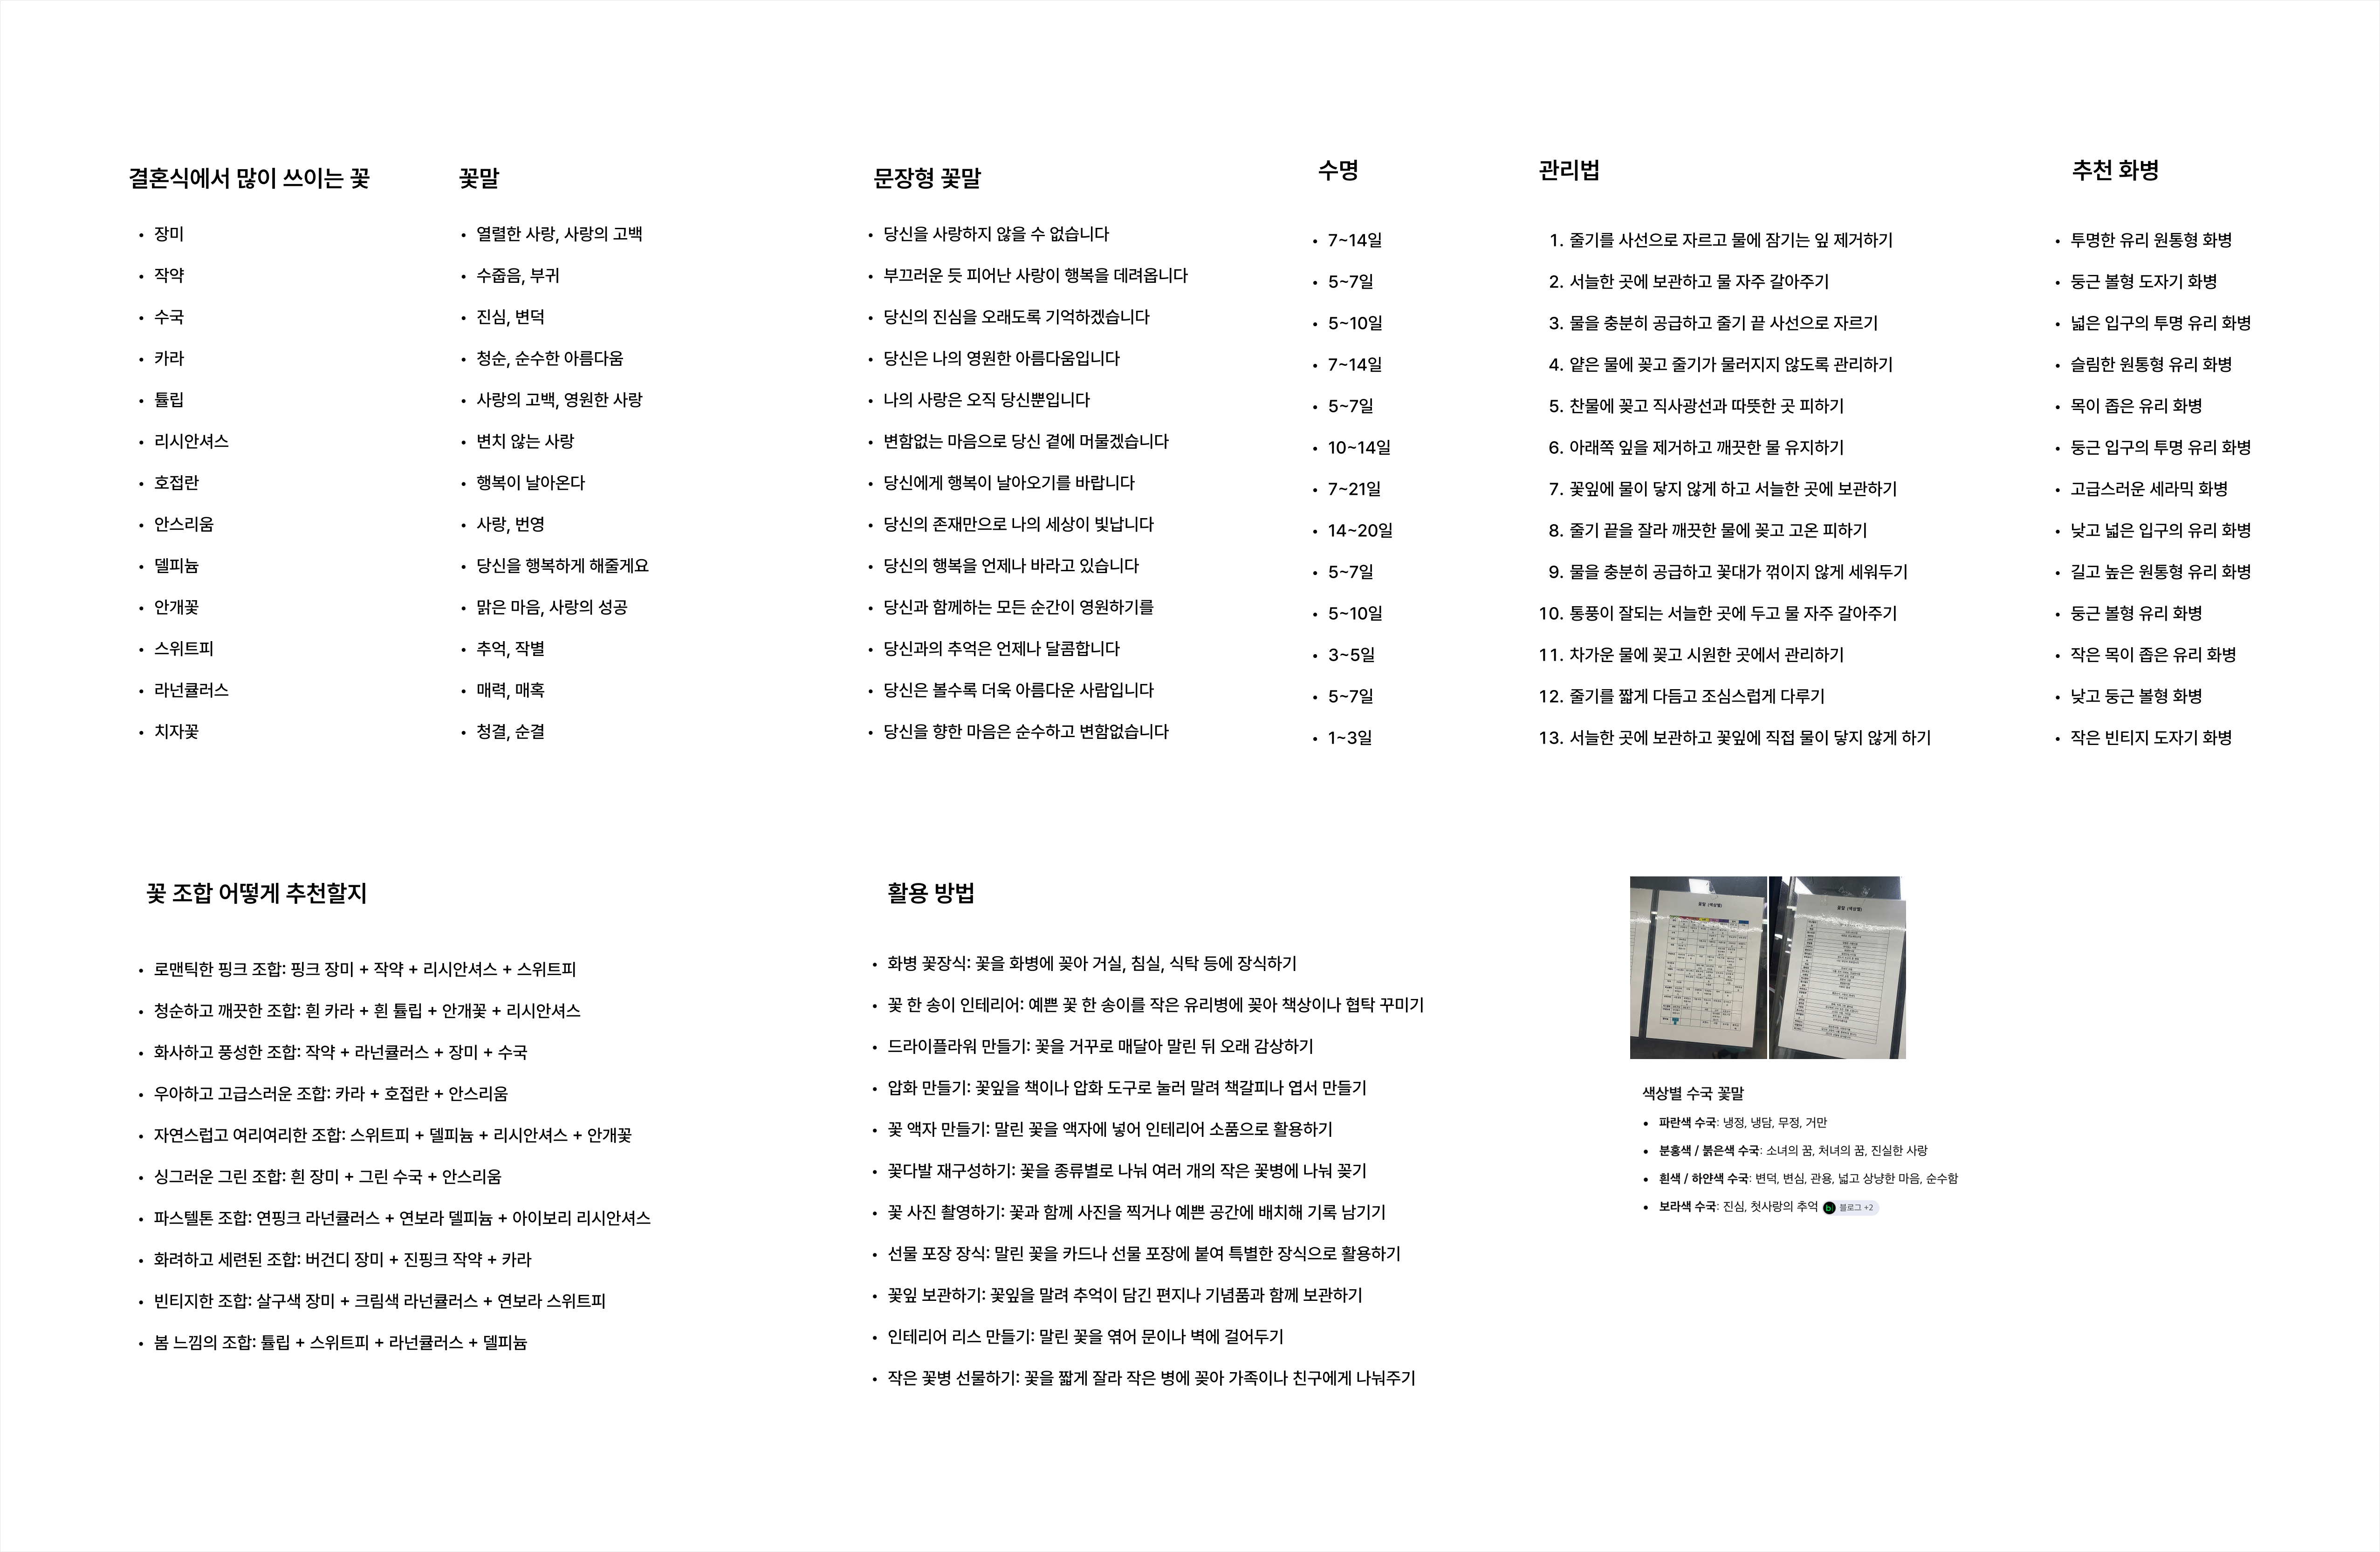 결혼식에서 많이 쓰이는 꽃
• 장미
• 작약
• 수국
• 카라
• 튤립
• 리시안셔스
• 호접란
• 안스리움
• 델피늄
• 안개꽃
• 스위트피
• 라넌큘러스
• 치자꽃
꽃말
• 열렬한 사랑, 사랑의 고백
• 수줍음, 부귀
• 진심, 변덕
• 청순, 순수한 아름다움
• 사랑의 고백, 영원한 사랑
• 변치 않는 사랑
• 행복이 날아온다
• 사랑, 번영
• 당신을 행복하게 해줄게요
• 맑은 마음, 사랑의 성공
• 추억, 작별
• 매력, 매혹
• 청결, 순결
문장형 꽃말
• 당신을 사랑하지 않을 수 없습니다
• 부끄러운 듯 피어난 사랑이 행복을 데려옵니다
• 당신의 진심을 오래도록 기억하겠습니다
• 당신은 나의 영원한 아름다움입니다
• 나의 사랑은 오직 당신뿐입니다
• 변함없는 마음으로 당신 곁에 머물겠습니다
• 당신에게 행복이 날아오기를 바랍니다
• 당신의 존재만으로 나의 세상이 빛납니다
• 당신의 행복을 언제나 바라고 있습니다
• 당신과 함께하는 모든 순간이 영원하기를
• 당신과의 추억은 언제나 달콤합니다
• 당신은 볼수록 더욱 아름다운 사람입니다
• 당신을 향한 마음은 순수하고 변함없습니다
수명
• 7~14일
• 5~7일
• 5~10일
• 7~14일
• 5~7일
• 10~14일
• 7~21일
• 14~20일
• 5~7일
• 5~10일
• 3~5일
• 5~7일
• 1~3일
관리법
1. 줄기를 사선으로 자르고 물에 잠기는 잎 제거하기
2. 서늘한 곳에 보관하고 물 자주 갈아주기
3. 물을 충분히 공급하고 줄기 끝 사선으로 자르기
4. 얕은 물에 꽂고 줄기가 물러지지 않도록 관리하기
5. 찬물에 꽂고 직사광선과 따뜻한 곳 피하기
6. 아래쪽 잎을 제거하고 깨끗한 물 유지하기
7. 꽃잎에 물이 닿지 않게 하고 서늘한 곳에 보관하기
8. 줄기 끝을 잘라 깨끗한 물에 꽂고 고온 피하기
9. 물을 충분히 공급하고 꽃대가 꺾이지 않게 세워두기
10. 통풍이 잘되는 서늘한 곳에 두고 물 자주 갈아주기
11. 차가운 물에 꽂고 시원한 곳에서 관리하기
12. 줄기를 짧게 다듬고 조심스럽게 다루기
13. 서늘한 곳에 보관하고 꽃잎에 직접 물이 닿지 않게 하기
추천 화병
• 투명한 유리 원통형 화병
• 둥근 볼형 도자기 화병
• 넓은 입구의 투명 유리 화병
• 슬림한 원통형 유리 화병
• 목이 좁은 유리 화병
• 둥근 입구의 투명 유리 화병
• 고급스러운 세라믹 화병
• 낮고 넓은 입구의 유리 화병
• 길고 높은 원통형 유리 화병
• 둥근 볼형 유리 화병
• 작은 목이 좁은 유리 화병
• 낮고 둥근 볼형 화병
• 작은 빈티지 도자기 화병
꽃 조합 어떻게 추천할지
• 로맨틱한 핑크 조합: 핑크 장미 + 작약 + 리시안셔스 + 스위트피
• 청순하고 깨끗한 조합: 흰 카라 + 흰 튤립 + 안개꽃 + 리시안셔스
• 화사하고 풍성한 조합: 작약 + 라넌큘러스 + 장미 + 수국
• 우아하고 고급스러운 조합: 카라 + 호접란 + 안스리움
• 자연스럽고 여리여리한 조합: 스위트피 + 델피늄 + 리시안셔스 + 안개꽃
• 싱그러운 그린 조합: 흰 장미 + 그린 수국 + 안스리움
• 파스텔톤 조합: 연핑크 라넌큘러스 + 연보라 델피늄 + 아이보리 리시안셔스
• 화려하고 세련된 조합: 버건디 장미 + 진핑크 작약 + 카라
• 빈티지한 조합: 살구색 장미 + 크림색 라넌큘러스 + 연보라 스위트피
• 봄 느낌의 조합: 튤립 + 스위트피 + 라넌큘러스 + 델피늄
활용 방법
• 화병 꽃장식: 꽃을 화병에 꽂아 거실, 침실, 식탁 등에 장식하기
• 꽃 한 송이 인테리어: 예쁜 꽃 한 송이를 작은 유리병에 꽂아 책상이나 협탁 꾸미기
• 드라이플라워 만들기: 꽃을 거꾸로 매달아 말린 뒤 오래 감상하기
• 압화 만들기: 꽃잎을 책이나 압화 도구로 눌러 말려 책갈피나 엽서 만들기
• 꽃 액자 만들기: 말린 꽃을 액자에 넣어 인테리어 소품으로 활용하기
• 꽃다발 재구성하기: 꽃을 종류별로 나눠 여러 개의 작은 꽃병에 나눠 꽂기
• 꽃 사진 촬영하기: 꽃과 함께 사진을 찍거나 예쁜 공간에 배치해 기록 남기기
• 선물 포장 장식: 말린 꽃을 카드나 선물 포장에 붙여 특별한 장식으로 활용하기
• 꽃잎 보관하기: 꽃잎을 말려 추억이 담긴 편지나 기념품과 함께 보관하기
• 인테리어 리스 만들기: 말린 꽃을 엮어 문이나 벽에 걸어두기
• 작은 꽃병 선물하기: 꽃을 짧게 잘라 작은 병에 꽂아 가족이나 친구에게 나눠주기
꽃말 (색상별)
꽃말 (색상별)
색상별 수국 꽃말
• 파란색 수국: 냉정, 냉담, 무정, 거만
• 분홍색 / 붉은색 수국: 소녀의 꿈, 처녀의 꿈, 진실한 사랑
• 흰색 / 하얀색 수국: 변덕, 변심, 관용, 넓고 상냥한 마음, 순수함
• 보라색 수국: 진심, 첫사랑의 추억 블로그 +2